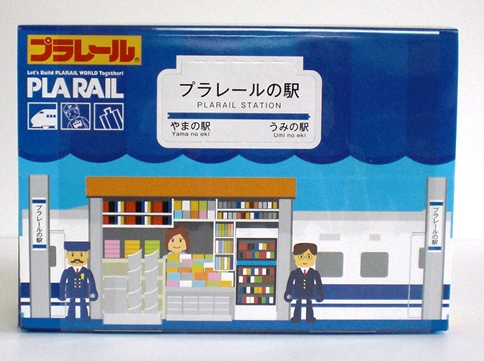 プラレール®
Let's Build PLARAIL WORLD Together!
PLARAIL
プラレールの駅
PLARAIL STATION
やまの駅 うみの駅
Yama no eki Umi no eki
プラレールの駅
プラレールの駅